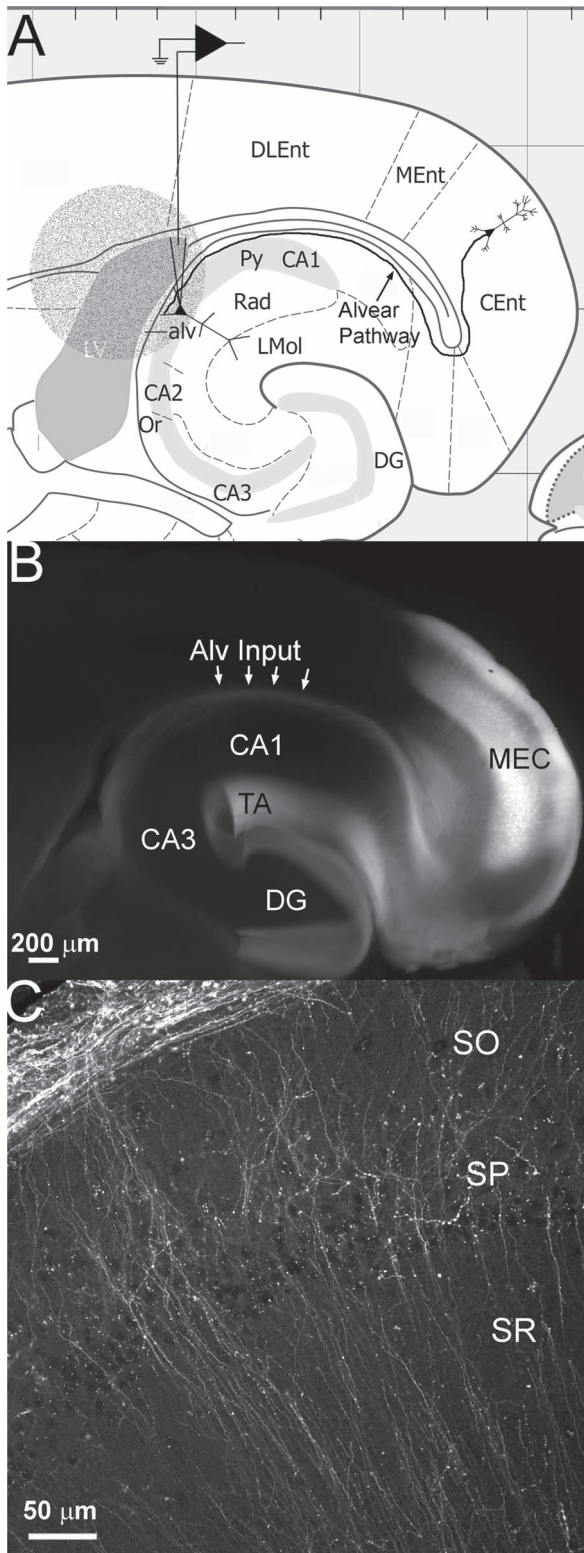 A
DLEnt
MEnt
Py CA1
Rad
Alvear
Pathway
CEnt
alv
LV
LMol
CA2
Or
CA3
DG
B
Alv Input
CA1
MEC
TA
CA3
DG
200 μm
C
SO
SP
SR
50 μm